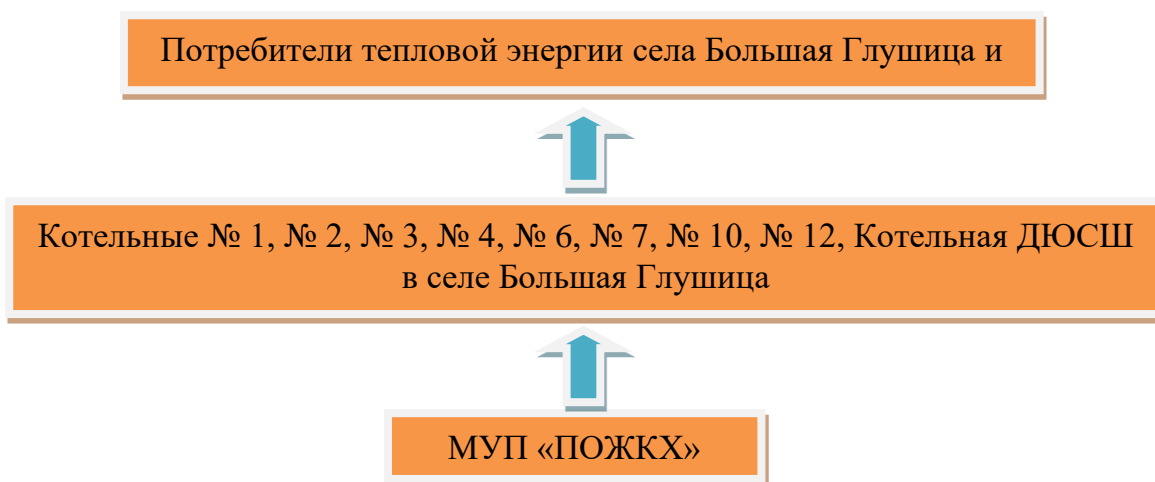 Потребители тепловой энергии села Большая Глушица и
Котельные № 1, № 2, № 3, № 4, № 6, № 7, № 10, № 12, Котельная ДЮСШ
в селе Большая Глушица
МУП «ПОЖКХ»